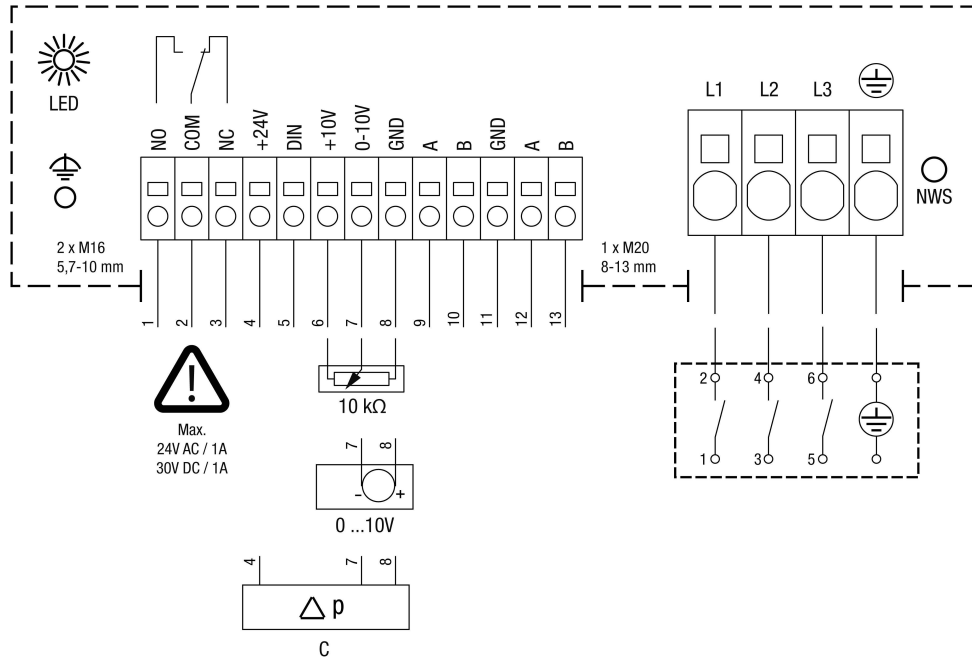 LED
NO
COM
NC
+24V
DIN
+10V
0-10V
GND
A
B
GND
A
B
L1
L2
L3
NWS
2 x M16
5,7-10 mm
1 x M20
8-13 mm
1
2
3
4
5
6
7
8
9
10
11
12
13
!
Max.
24V AC / 1A
30V DC / 1A
10 kΩ
7
8
- +
0 ...10V
4
7
8
△ p
C
2
4
6
1
3
5